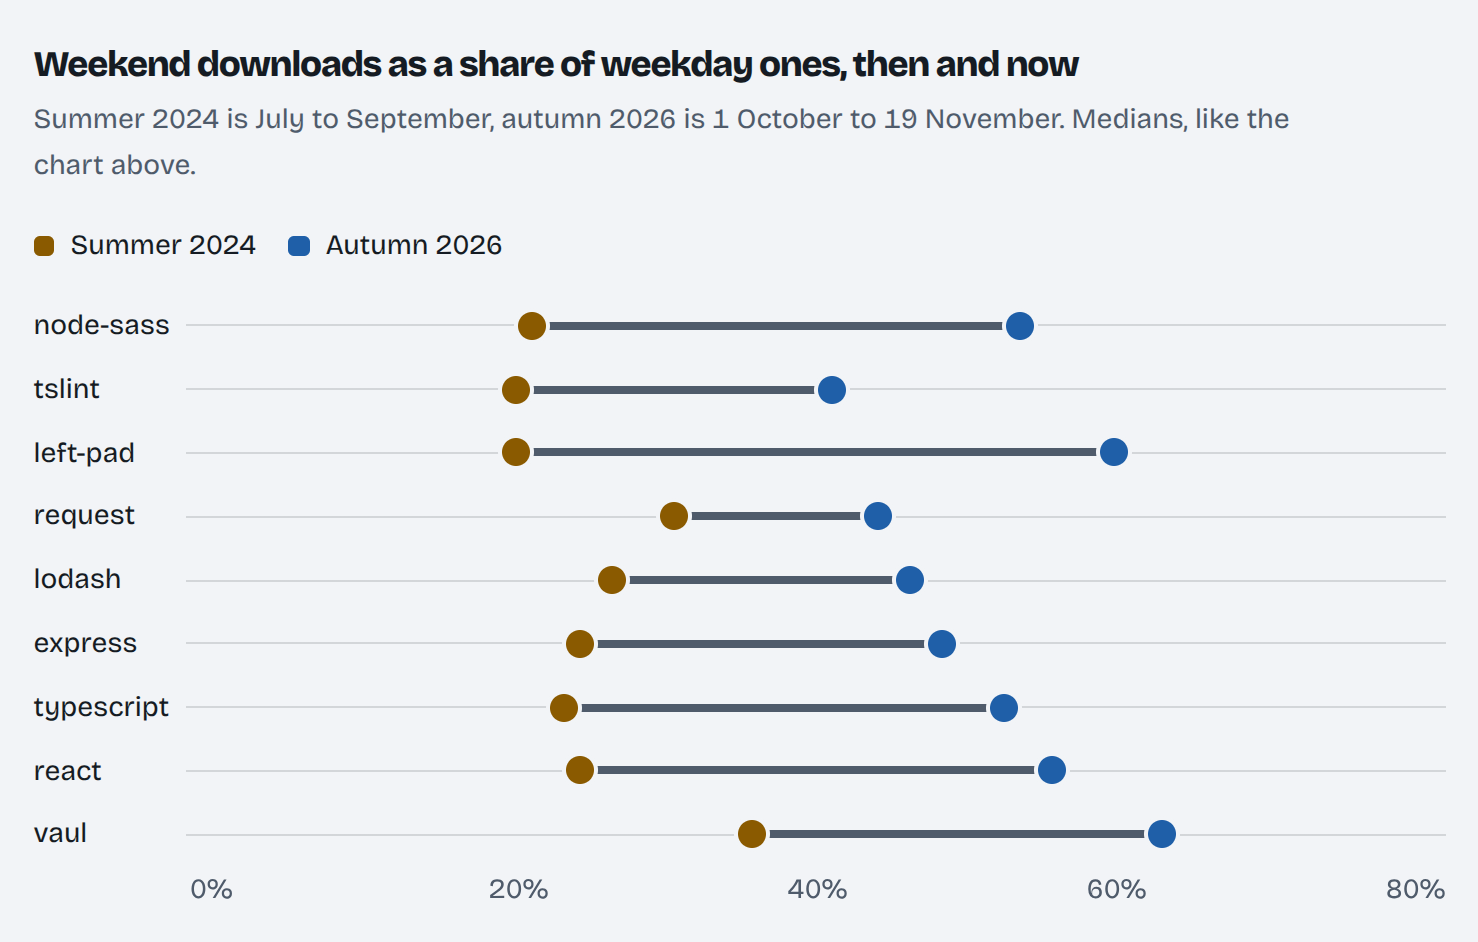 Weekend downloads as a share of weekday ones, then and now
Summer 2024 is July to September, autumn 2026 is 1 October to 19 November. Medians, like the
chart above.
Summer 2024 Autumn 2026
node-sass
tslint
left-pad
request
lodash
express
typescript
react
vaul
0% 20% 40% 60% 80%